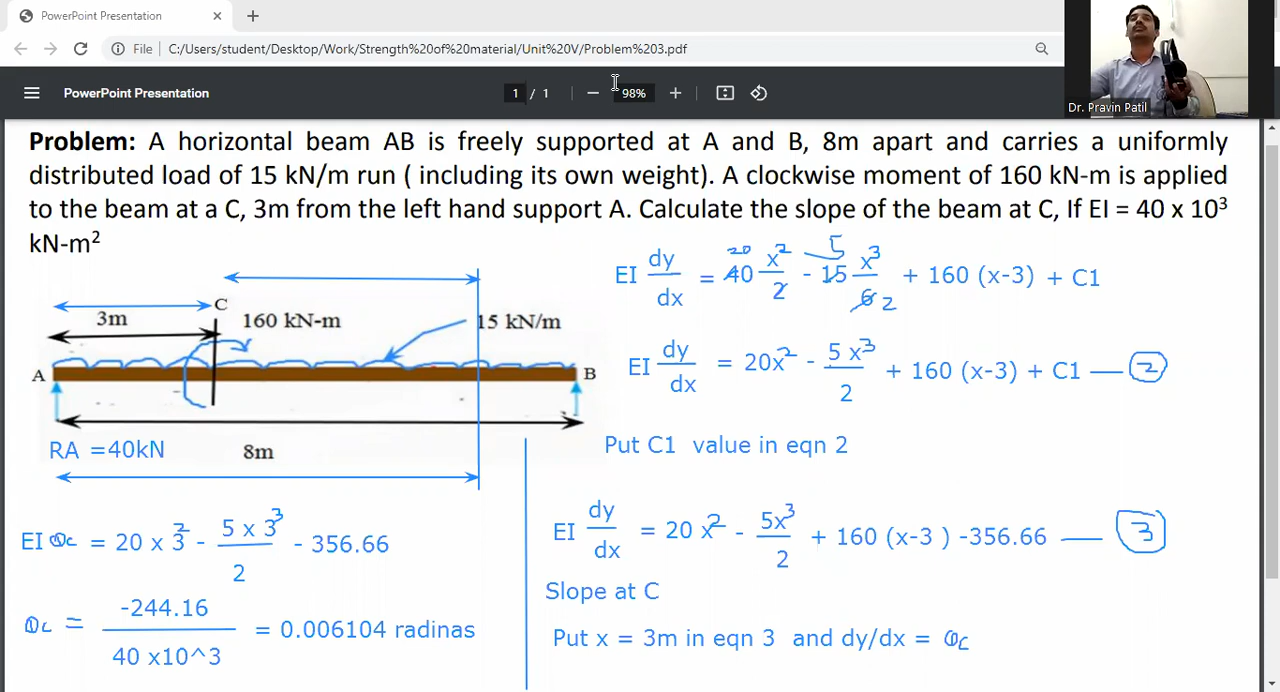 PowerPoint Presentation
File C:/Users/student/Desktop/Work/Strength%20of%20material/Unit%20V/Problem%203.pdf
PowerPoint Presentation 1 / 1 98%
Dr. Pravin Patil
Problem: A horizontal beam AB is freely supported at A and B, 8m apart and carries a uniformly
distributed load of 15 kN/m run ( including its own weight). A clockwise moment of 160 kN-m is applied
to the beam at a C, 3m from the left hand support A. Calculate the slope of the beam at C, If EI = 40 x 10³
kN-m²
C
3m
160 kN-m
15 kN/m
A
B
RA =40kN
8m
EI θc = 20 x 3² - 5 x 3³ / 2 - 356.66
θc = -244.16 / 40 x10^3 = 0.006104 radinas
20 5
EI dy/dx = 40 x²/2 - 15 x³/6 2 + 160 (x-3) + C1
EI dy/dx = 20x² - 5 x³/2 + 160 (x-3) + C1 — 2
Put C1 value in eqn 2
EI dy/dx = 20 x² - 5x³/2 + 160 (x-3 ) -356.66 — 3
Slope at C
Put x = 3m in eqn 3 and dy/dx = θc